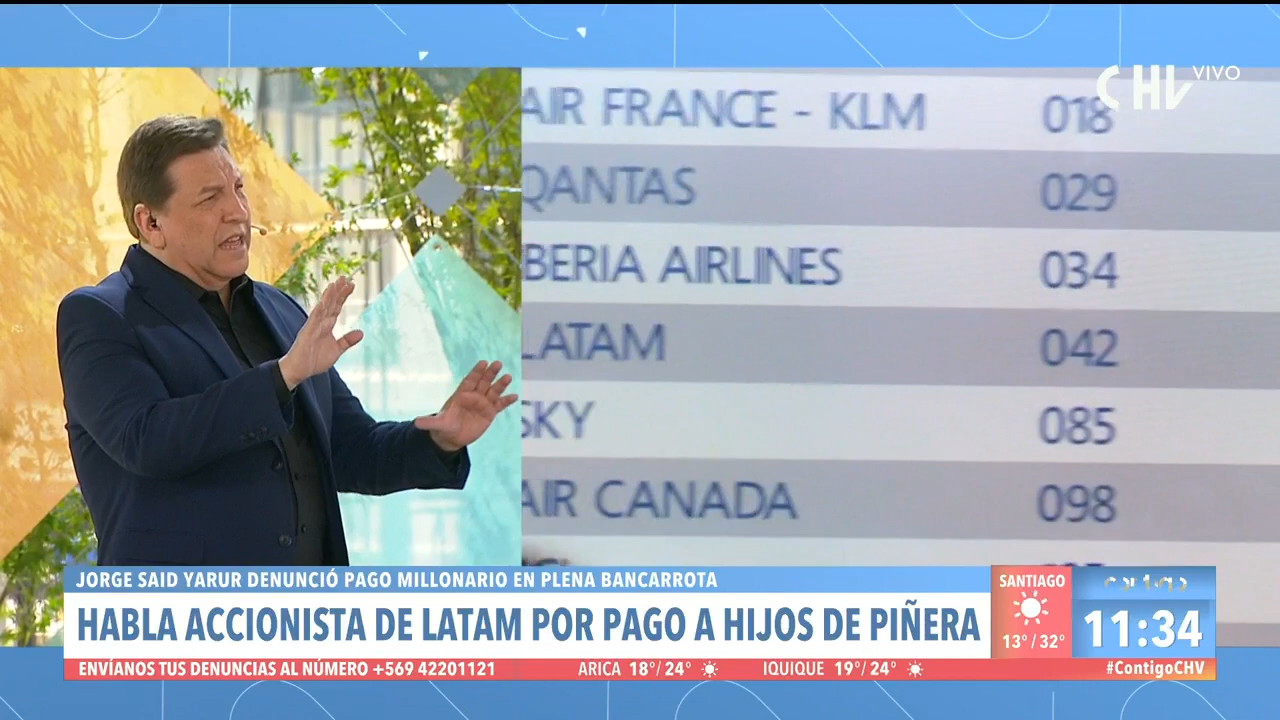 CHV VIVO
AIR FRANCE - KLM 018
QANTAS 029
BERIA AIRLINES 034
LATAM 042
SKY 085
AIR CANADA 098
JORGE SAID YARUR DENUNCIÓ PAGO MILLONARIO EN PLENA BANCARROTA
HABLA ACCIONISTA DE LATAM POR PAGO A HIJOS DE PIÑERA
SANTIAGO
13°/32°
11:34
ENVÍANOS TUS DENUNCIAS AL NÚMERO +569 42201121 ARICA 18°/24° IQUIQUE 19°/24°
#ContigoCHV